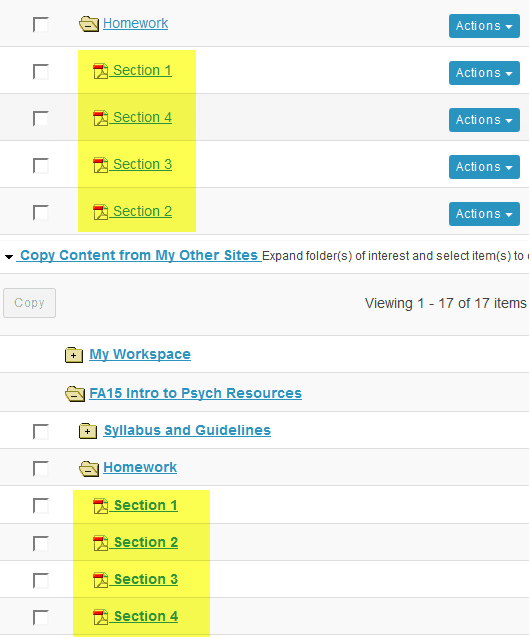 Homework Actions
Section 1 Actions
Section 4 Actions
Section 3 Actions
Section 2 Actions
Copy Content from My Other Sites Expand folder(s) of interest and select item(s) to
Copy Viewing 1 - 17 of 17 items
My Workspace
FA15 Intro to Psych Resources
Syllabus and Guidelines
Homework
Section 1
Section 2
Section 3
Section 4